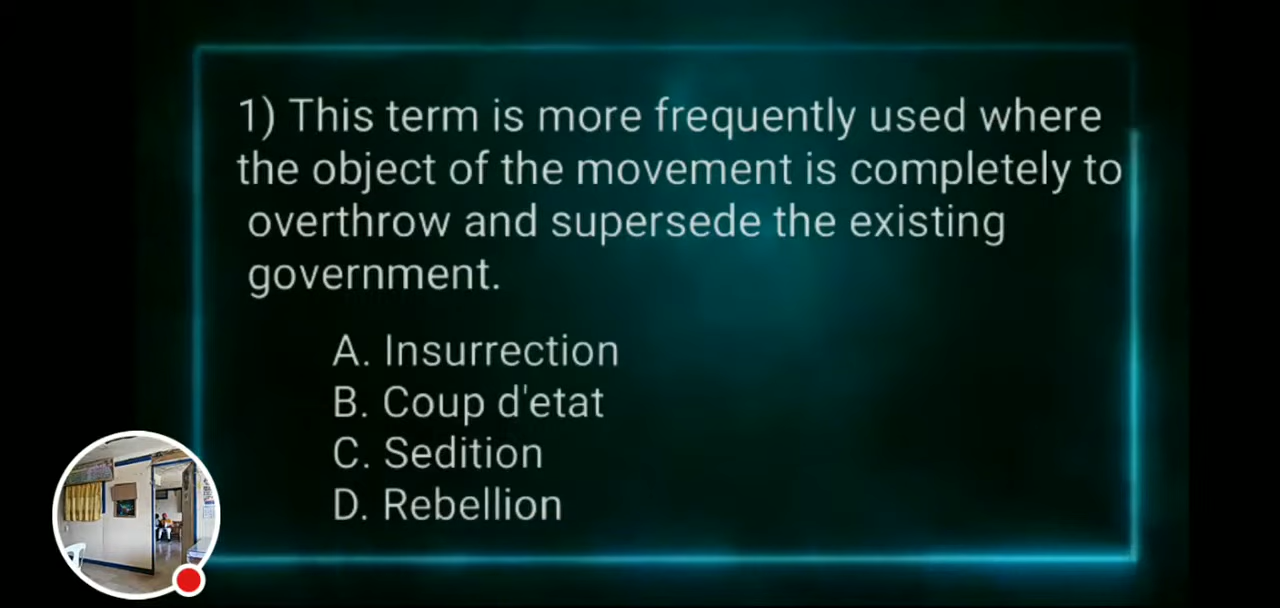 1) This term is more frequently used where
the object of the movement is completely to
overthrow and supersede the existing
government.
A. Insurrection
B. Coup d'etat
C. Sedition
D. Rebellion